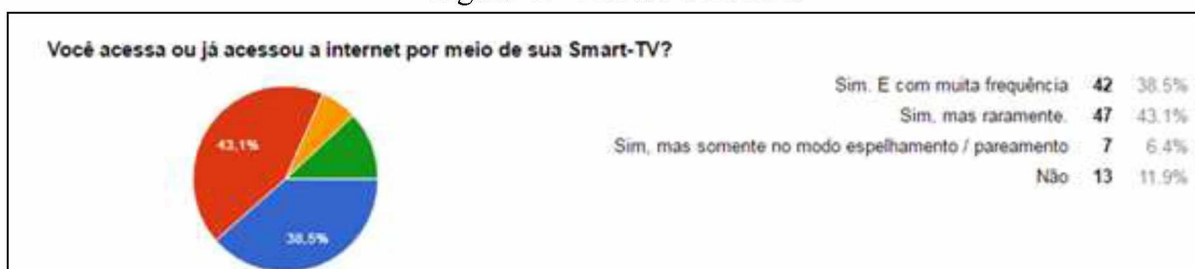 Você acessa ou já acessou a internet por meio de sua Smart-TV?
Sim. E com muita frequência 42 38.5%
Sim, mas raramente. 47 43.1%
Sim, mas somente no modo espelhamento / pareamento 7 6.4%
Não 13 11.9%
43,1%
38,5%